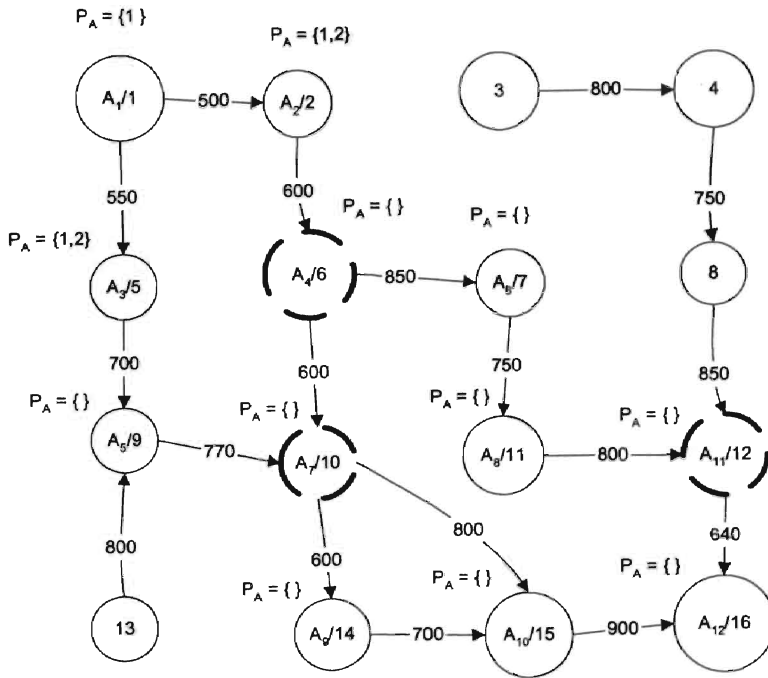 P_A = {1}
P_A = {1,2}
A_1/1
500
A_2/2
3
800
4
550
600
750
P_A = { }
P_A = { }
P_A = {1,2}
A_3/5
A_4/6
850
A_5/7
8
700
600
750
850
P_A = { }
P_A = { }
P_A = { }
P_A = { }
A_5/9
770
A_7/10
A_8/11
800
A_11/12
800
600
800
640
P_A = { }
P_A = { }
P_A = { }
13
A_9/14
700
A_10/15
900
A_12/16